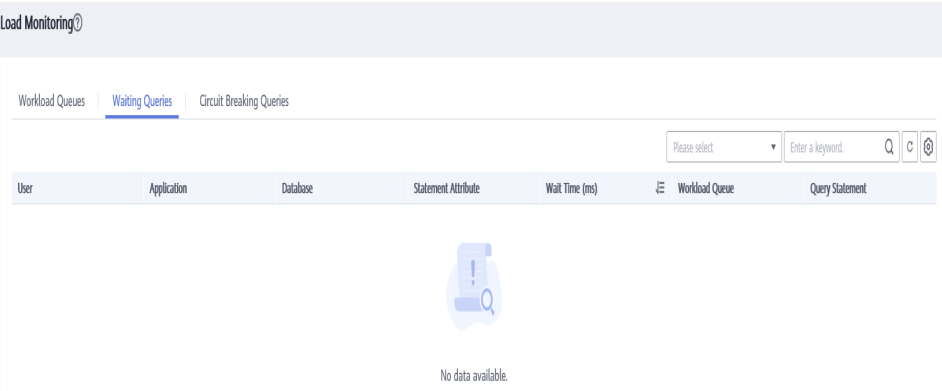 Load Monitoring
Workload Queues Waiting Queries Circuit Breaking Queries
Please select Enter a keyword.
User Application Database Statement Attribute Wait Time (ms) Workload Queue Query Statement
No data available.